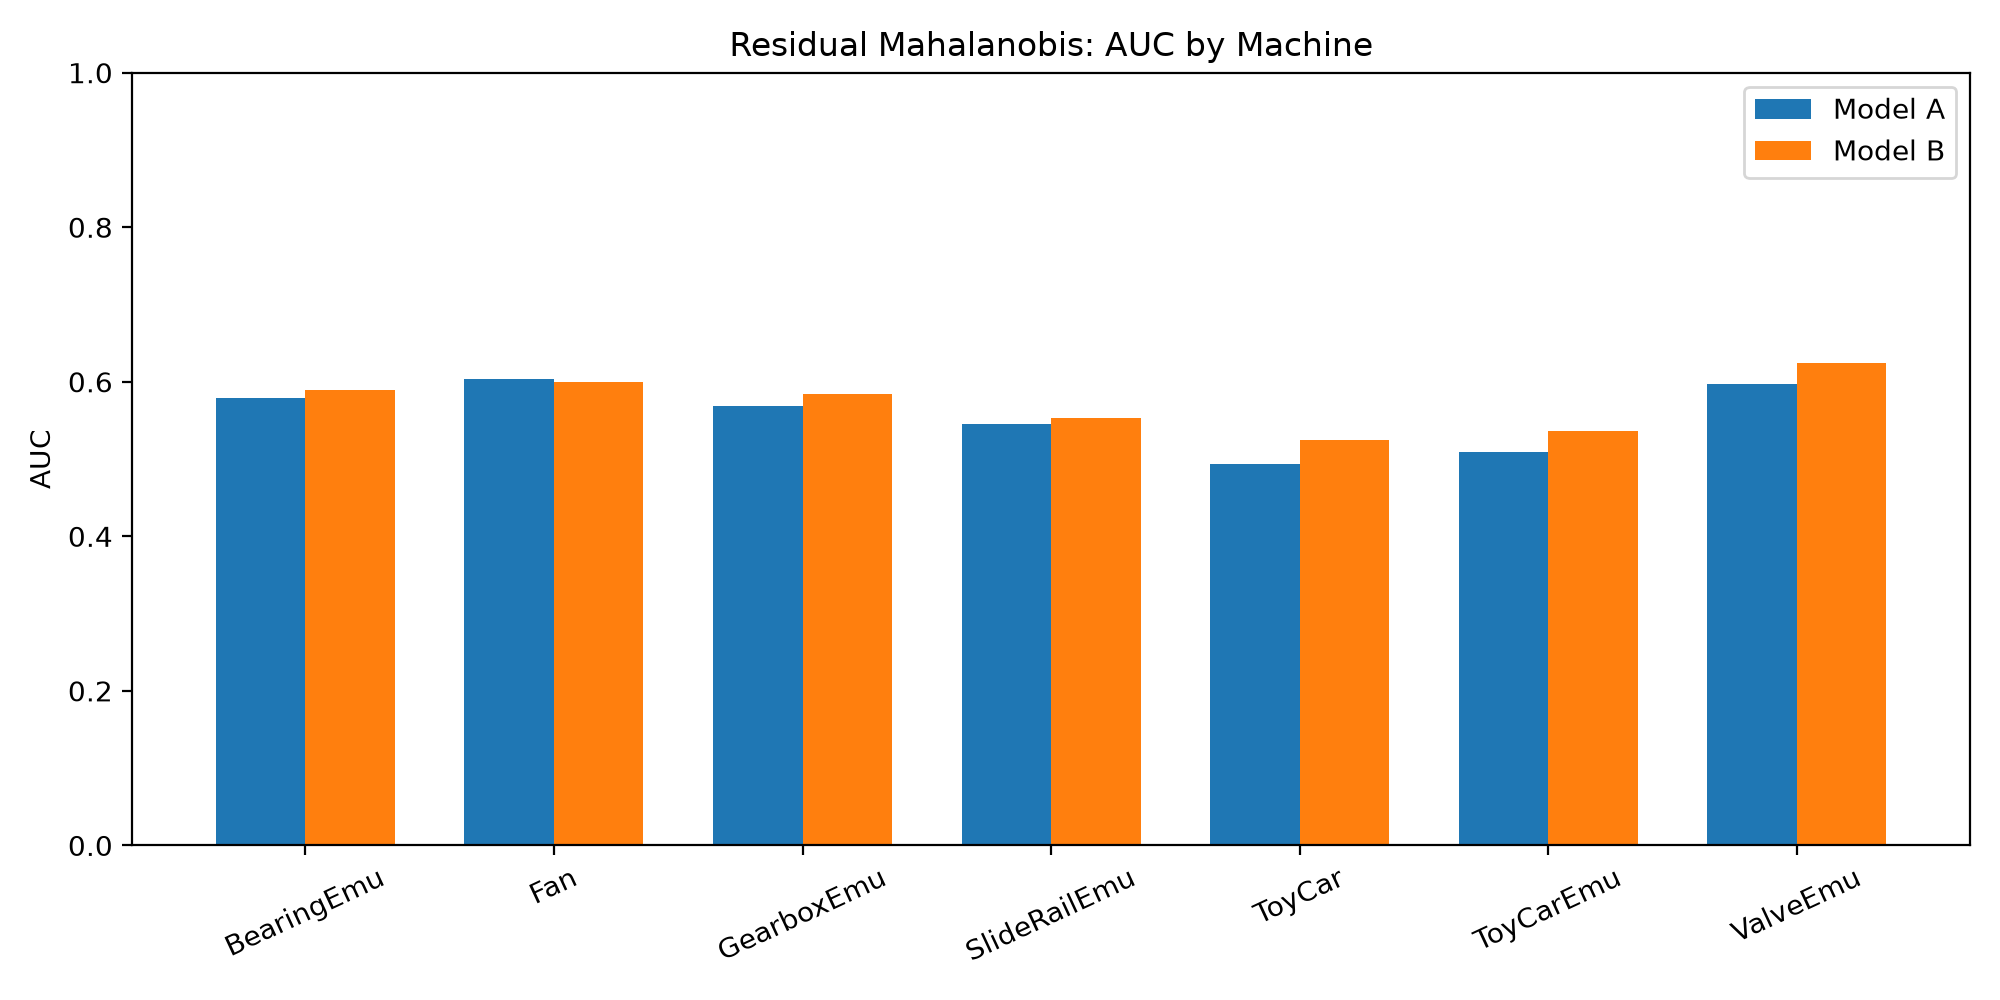 Residual Mahalanobis: AUC by Machine
1.0
0.8
0.6
0.4
0.2
0.0
AUC
Model A
Model B
BearingEmu
Fan
GearboxEmu
SlideRailEmu
ToyCar
ToyCarEmu
ValveEmu